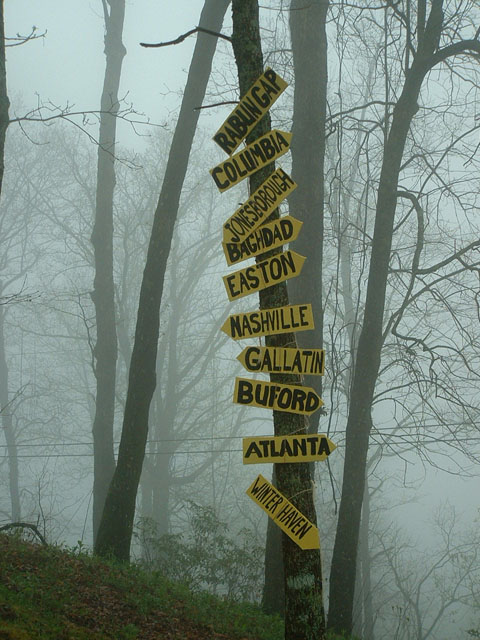 RABUN GAP
COLUMBIA
JONESBOROUGH
BAGHDAD
EASTON
NASHVILLE
GALLATIN
BUFORD
ATLANTA
WINTER HAVEN